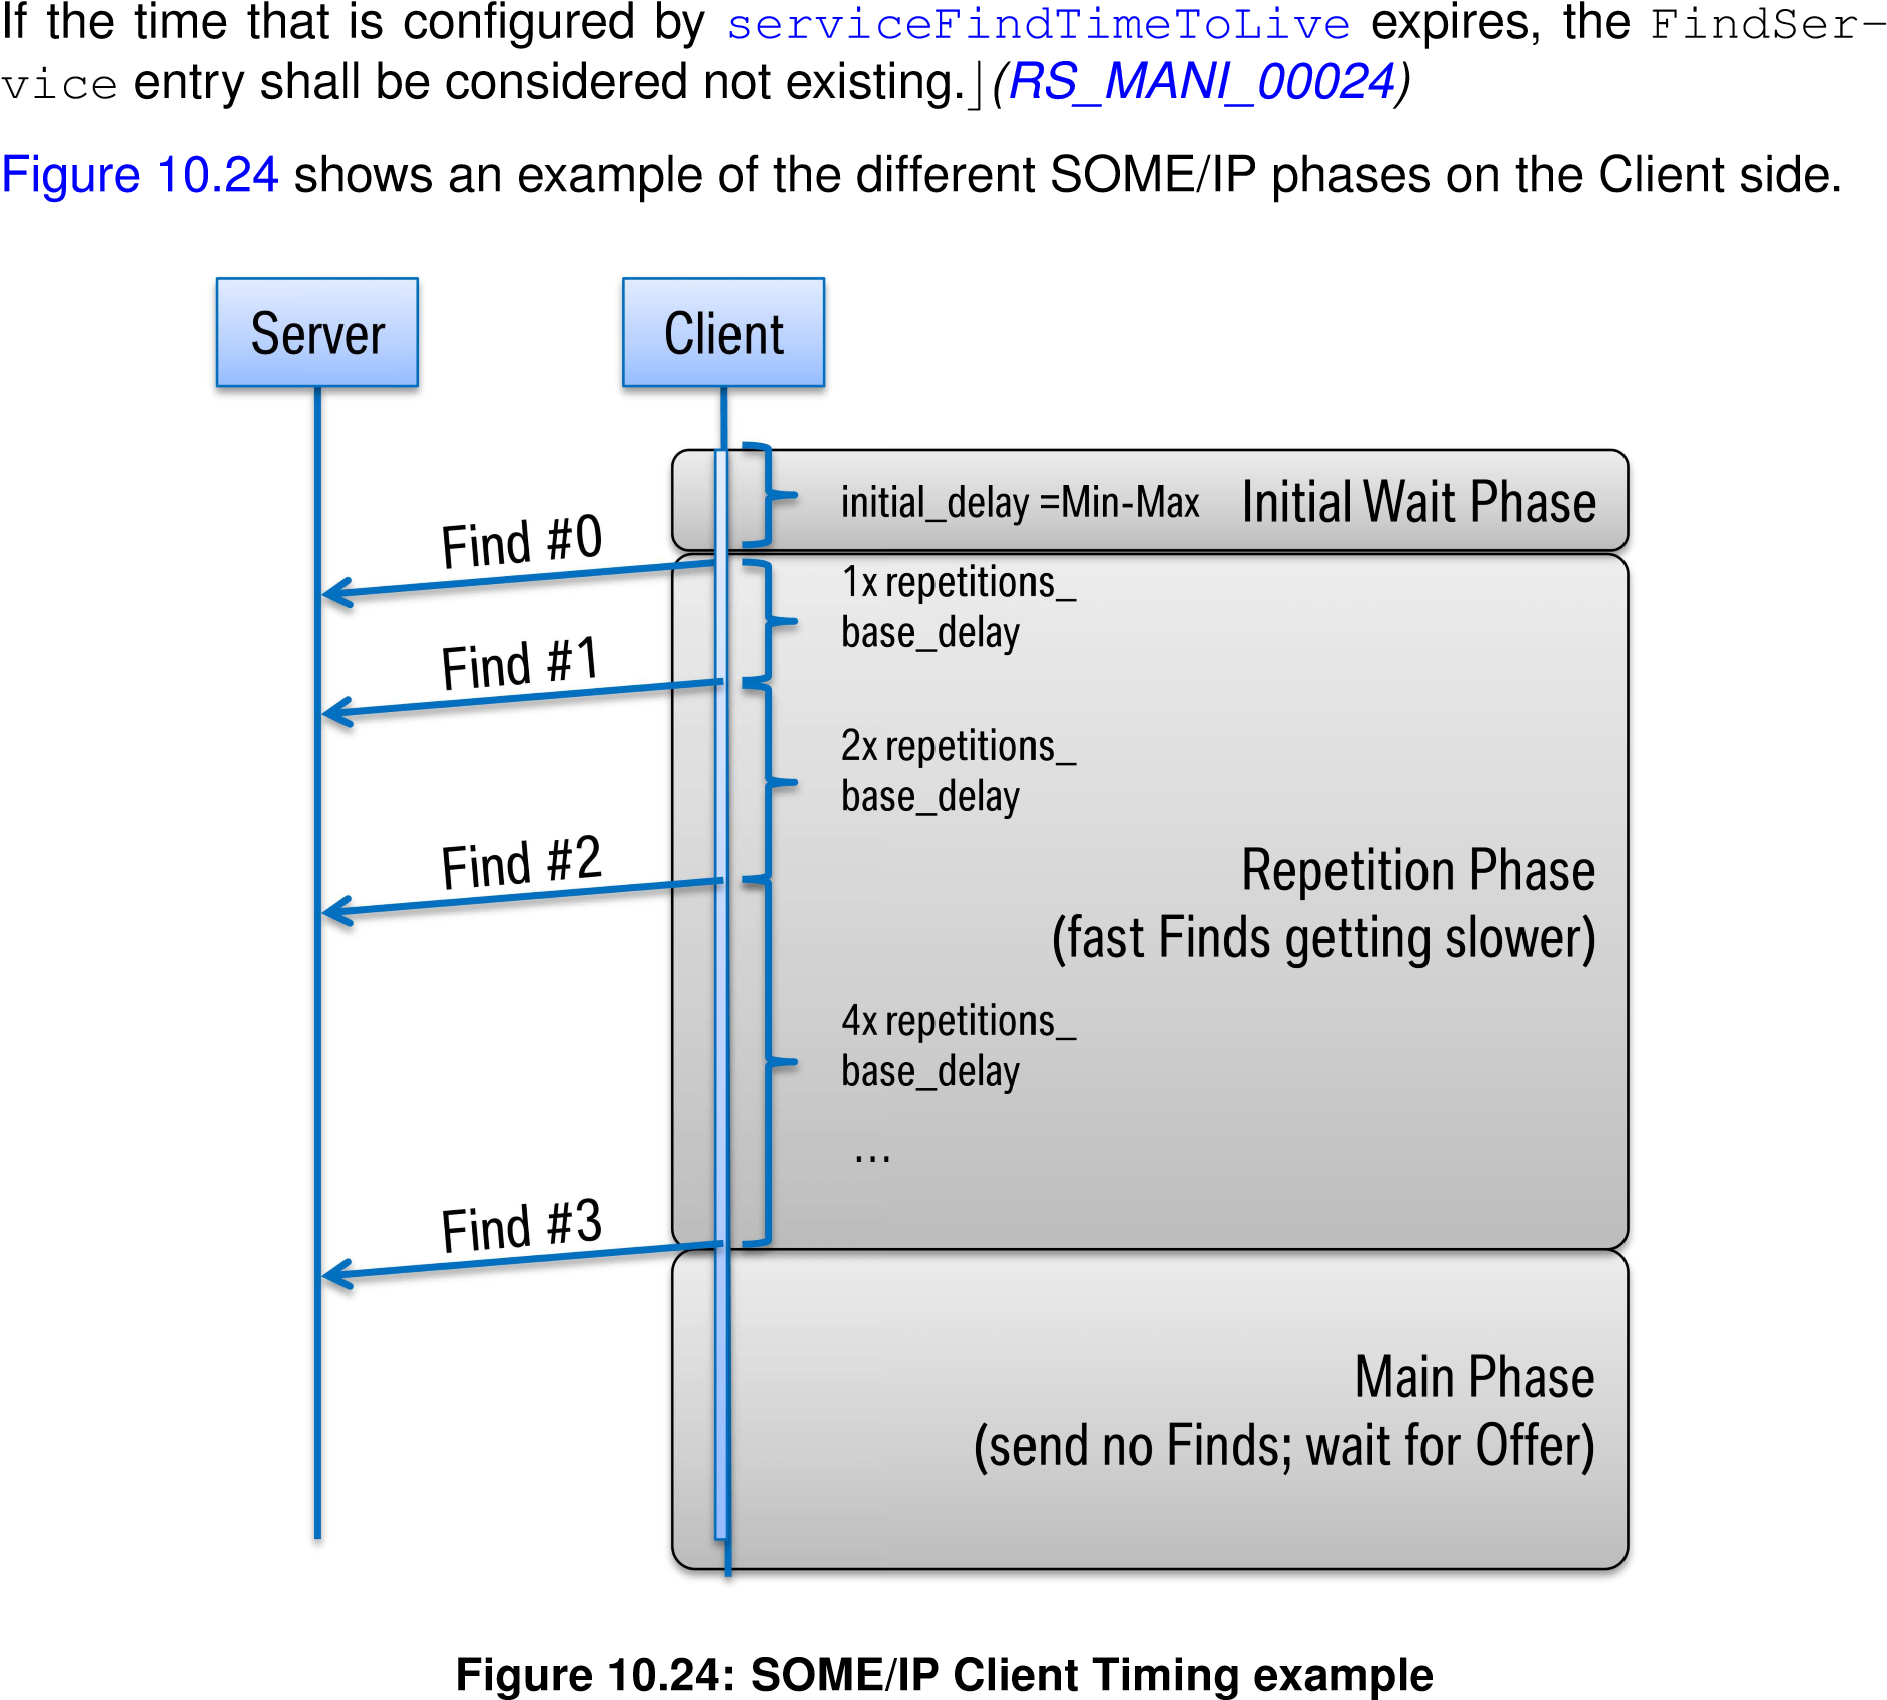 If the time that is configured by serviceFindTimeToLive expires, the FindSer-
vice entry shall be considered not existing.⌋(RS_MANI_00024)
Figure 10.24 shows an example of the different SOME/IP phases on the Client side.
Server
Client
initial_delay =Min-Max
Initial Wait Phase
Find #0
1x repetitions_
base_delay
Find #1
2x repetitions_
base_delay
Find #2
Repetition Phase
(fast Finds getting slower)
4x repetitions_
base_delay
...
Find #3
Main Phase
(send no Finds; wait for Offer)
Figure 10.24: SOME/IP Client Timing example